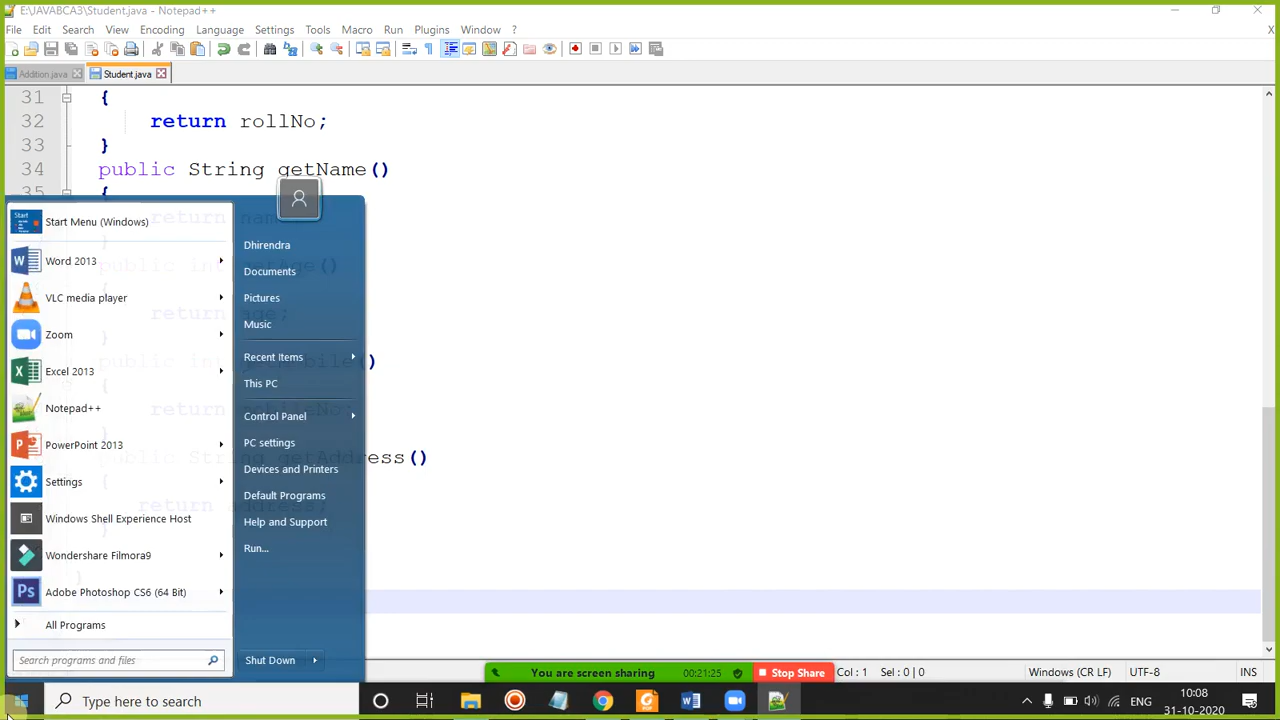 E:\JAVABCA3\Student.java - Notepad++
File Edit Search View Encoding Language Settings Tools Macro Run Plugins Window ? X
Addition.java Student.java
31 {
32 return rollNo;
33 }
34 public String getName()
35 {
Start Menu (Windows)
Word 2013
VLC media player
Zoom
Excel 2013
Notepad++
PowerPoint 2013
Settings
Windows Shell Experience Host
Wondershare Filmora9
Adobe Photoshop CS6 (64 Bit)
All Programs
Search programs and files
Dhirendra
Documents
Pictures
Music
Recent Items
This PC
Control Panel
PC settings
Devices and Printers
Default Programs
Help and Support
Run...
Shut Down
return name;
public int getAge()
{
return age;
}
public int getMobile()
{
return mobileNo;
}
public String getAddress()
{
return address;
}
}
You are screen sharing 00:21:25 Stop Share Col : 1 Sel : 0 | 0 Windows (CR LF) UTF-8 INS
Type here to search
ENG
10:08
31-10-2020